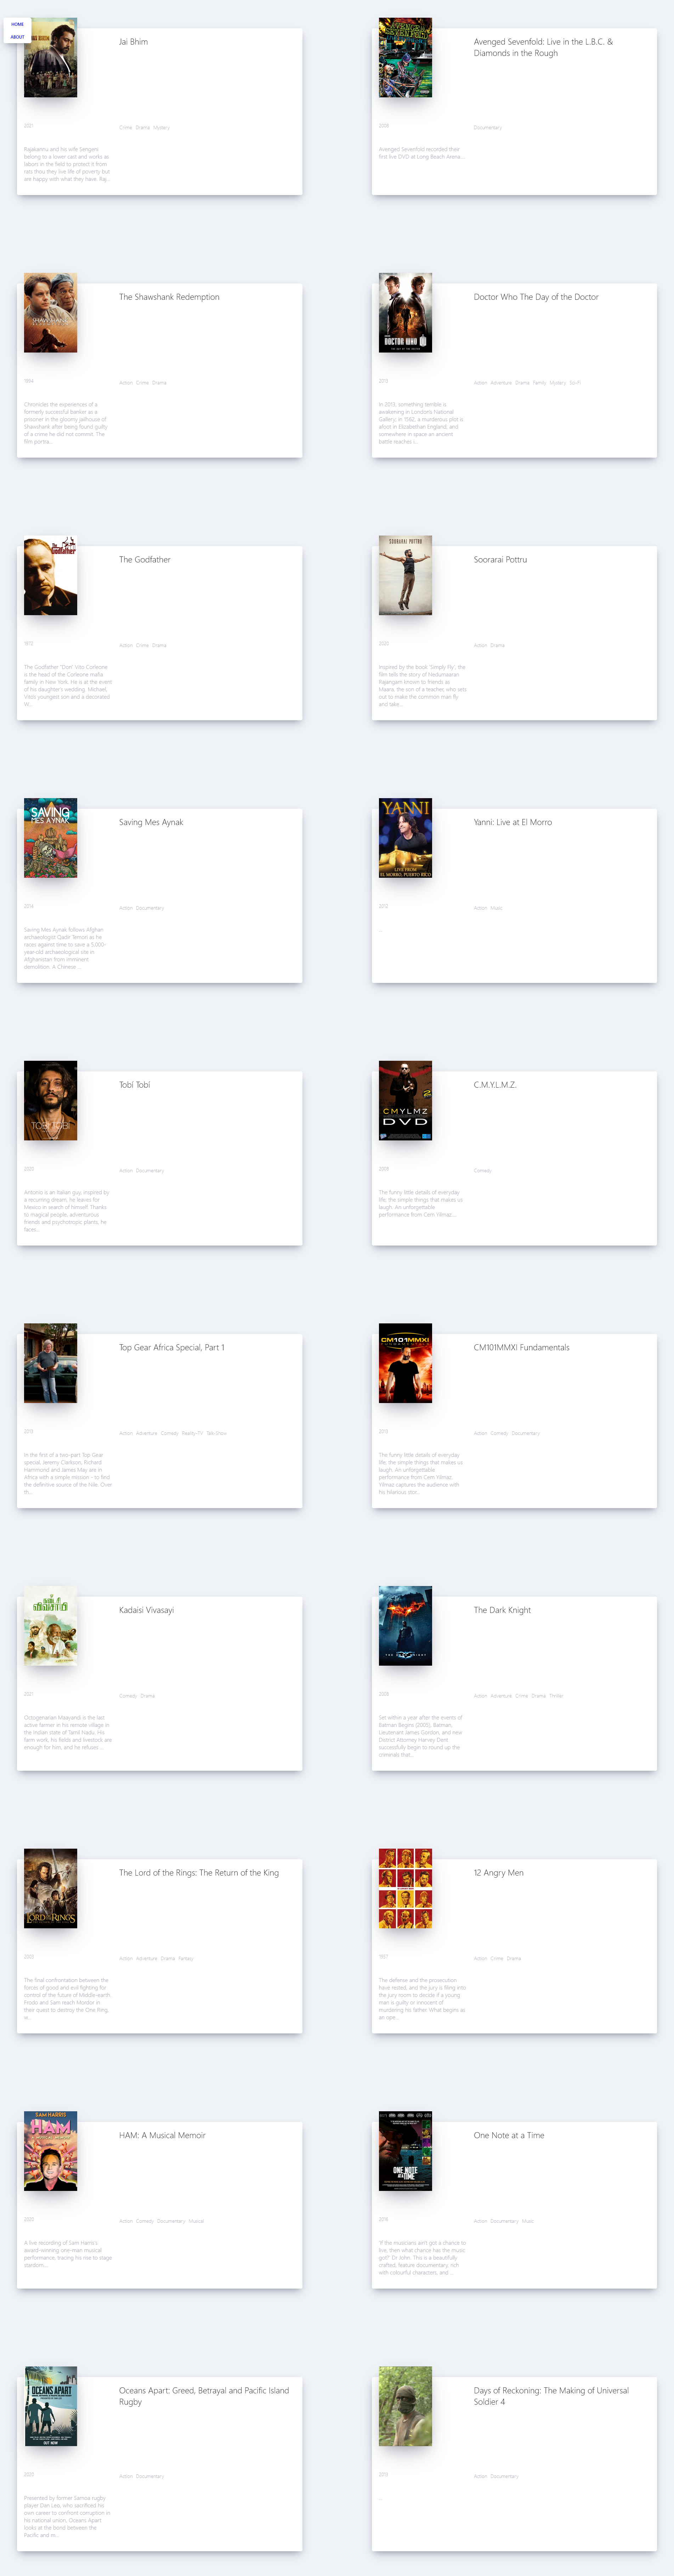 HOME
ABOUT
Jai Bhim
2021
Crime Drama Mystery
Rajakannu and his wife Sengeni
belong to a lower cast and works as
labors in the field to protect it from
rats thou they live life of poverty but
are happy with what they have. Raj...
Avenged Sevenfold: Live in the L.B.C. &
Diamonds in the Rough
2008
Documentary
Avenged Sevenfold recorded their
first live DVD at Long Beach Arena...
The Shawshank Redemption
1994
Action Crime Drama
Chronicles the experiences of a
formerly successful banker as a
prisoner in the gloomy jailhouse of
Shawshank after being found guilty
of a crime he did not commit. The
film portra...
Doctor Who The Day of the Doctor
Action Adventure Drama Family Mystery Sci-Fi
In 2013, something terrible is
awakening in London's National
Gallery; in 1562, a murderous plot is
afoot in Elizabethan England; and
somewhere in space an ancient
battle reaches i...
The Godfather
1972
Action Crime Drama
The Godfather "Don" Vito Corleone
is the head of the Corleone mafia
family in New York. He is at the event
of his daughter's wedding. Michael,
Vito's youngest son and a decorated
W...
SOORARAI POTTRU
Soorarai Pottru
2020
Action Drama
Inspired by the book 'Simply Fly', the
film tells the story of Nedumaaran
Rajangam known to friends as
Maara, the son of a teacher, who sets
out to make the common man fly
and take...
SAVING
MES AYNAK
Saving Mes Aynak
2014
Action Documentary
Saving Mes Aynak follows Afghan
archaeologist Qadir Temori as he
races against time to save a 5,000-
year-old archaeological site in
Afghanistan from imminent
demolition. A Chinese ...
YANNI
LIVE FROM
EL MORRO, PUERTO RICO
Yanni: Live at El Morro
2012
Action Music
...
TOBI TOBI
Tobi Tobi
2020
Action Documentary
Antonio is an Italian guy, inspired by
a recurring dream, he leaves for
Mexico in search of himself. Thanks
to magical people, adventurous
friends and psychotropic plants, he
faces...
CMYLMZ
DVD
C.M.Y.L.M.Z.
2008
Comedy
The funny little details of everyday
life; the simple things that makes us
laugh. An unforgettable
performance from Cem Yilmaz...
Top Gear Africa Special, Part 1
2013
Action Adventure Comedy Reality-TV Talk-Show
In the first of a two-part Top Gear
special, Jeremy Clarkson, Richard
Hammond and James May are in
Africa with a simple mission - to find
the definitive source of the Nile. Over
th...
CM101MMXI
FUNDAMENTALS
CM101MMXI Fundamentals
2013
Action Comedy Documentary
The funny little details of everyday
life; the simple things that makes us
laugh. An unforgettable
performance from Cem Yilmaz.
Yilmaz captures the audience with
his hilarious stor...
Kadaisi Vivasayi
2021
Comedy Drama
Octogenarian Maayandi is the last
active farmer in his remote village in
the Indian state of Tamil Nadu. His
farm work, his fields and livestock are
enough for him, and he refuses ...
The Dark Knight
2008
Action Adventure Crime Drama Thriller
Set within a year after the events of
Batman Begins (2005), Batman,
Lieutenant James Gordon, and new
District Attorney Harvey Dent
successfully begin to round up the
criminals that ...
The Lord of the Rings: The Return of the King
2003
Action Adventure Drama Fantasy
The final confrontation between the
forces of good and evil fighting for
control of the future of Middle-earth.
Frodo and Sam reach Mordor in
their quest to destroy the One Ring,
w...
12 Angry Men
1957
Action Crime Drama
The defense and the prosecution
have rested, and the jury is filing into
the jury room to decide if a young
man is guilty or innocent of
murdering his father. What begins as
an ope...
SAM HARRIS
HAM
HAM: A Musical Memoir
2020
Action Comedy Documentary Musical
A live recording of Sam Harris's
award-winning one-man musical
performance, tracing his rise to stage
stardom....
ONE NOTE
at a TIME
One Note at a Time
2016
Action Documentary Music
'If the musicians ain't got a chance to
live, then what chance has the music
got?' Dr John. This is a beautifully
crafted, feature documentary, rich
with colourful characters, and ...
OCEANS APART
OUT NOW
Oceans Apart: Greed, Betrayal and Pacific Island
Rugby
2020
Action Documentary
Presented by former Samoa rugby
player Dan Leo, who sacrificed his
own career to confront corruption in
his national union, Oceans Apart
looks at the bond between the
Pacific and its...
Days of Reckoning: The Making of Universal
Soldier 4
2013
Action Documentary
...